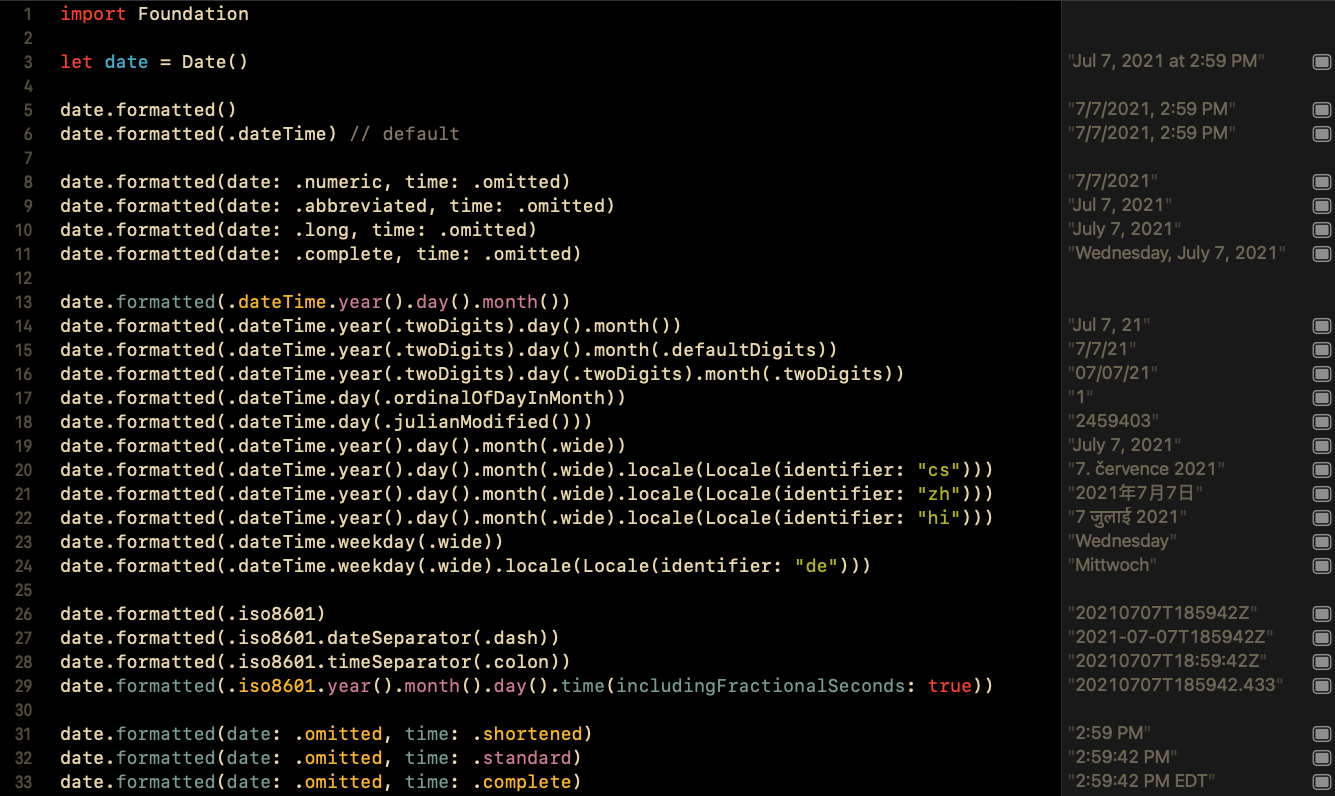 1 import Foundation
2
3 let date = Date() "Jul 7, 2021 at 2:59 PM"
4
5 date.formatted() "7/7/2021, 2:59 PM"
6 date.formatted(.dateTime) // default "7/7/2021, 2:59 PM"
7
8 date.formatted(date: .numeric, time: .omitted) "7/7/2021"
9 date.formatted(date: .abbreviated, time: .omitted) "Jul 7, 2021"
10 date.formatted(date: .long, time: .omitted) "July 7, 2021"
11 date.formatted(date: .complete, time: .omitted) "Wednesday, July 7, 2021"
12
13 date.formatted(.dateTime.year().day().month())
14 date.formatted(.dateTime.year(.twoDigits).day().month()) "Jul 7, 21"
15 date.formatted(.dateTime.year(.twoDigits).day().month(.defaultDigits)) "7/7/21"
16 date.formatted(.dateTime.year(.twoDigits).day(.twoDigits).month(.twoDigits)) "07/07/21"
17 date.formatted(.dateTime.day(.ordinalOfDayInMonth)) "1"
18 date.formatted(.dateTime.day(.julianModified())) "2459403"
19 date.formatted(.dateTime.year().day().month(.wide)) "July 7, 2021"
20 date.formatted(.dateTime.year().day().month(.wide).locale(Locale(identifier: "cs"))) "7. července 2021"
21 date.formatted(.dateTime.year().day().month(.wide).locale(Locale(identifier: "zh"))) "2021年7月7日"
22 date.formatted(.dateTime.year().day().month(.wide).locale(Locale(identifier: "hi"))) "7 जुलाई 2021"
23 date.formatted(.dateTime.weekday(.wide)) "Wednesday"
24 date.formatted(.dateTime.weekday(.wide).locale(Locale(identifier: "de"))) "Mittwoch"
25
26 date.formatted(.iso8601) "20210707T185942Z"
27 date.formatted(.iso8601.dateSeparator(.dash)) "2021-07-07T185942Z"
28 date.formatted(.iso8601.timeSeparator(.colon)) "20210707T18:59:42Z"
29 date.formatted(.iso8601.year().month().day().time(includingFractionalSeconds: true)) "20210707T185942.433"
30
31 date.formatted(date: .omitted, time: .shortened) "2:59 PM"
32 date.formatted(date: .omitted, time: .standard) "2:59:42 PM"
33 date.formatted(date: .omitted, time: .complete) "2:59:42 PM EDT"